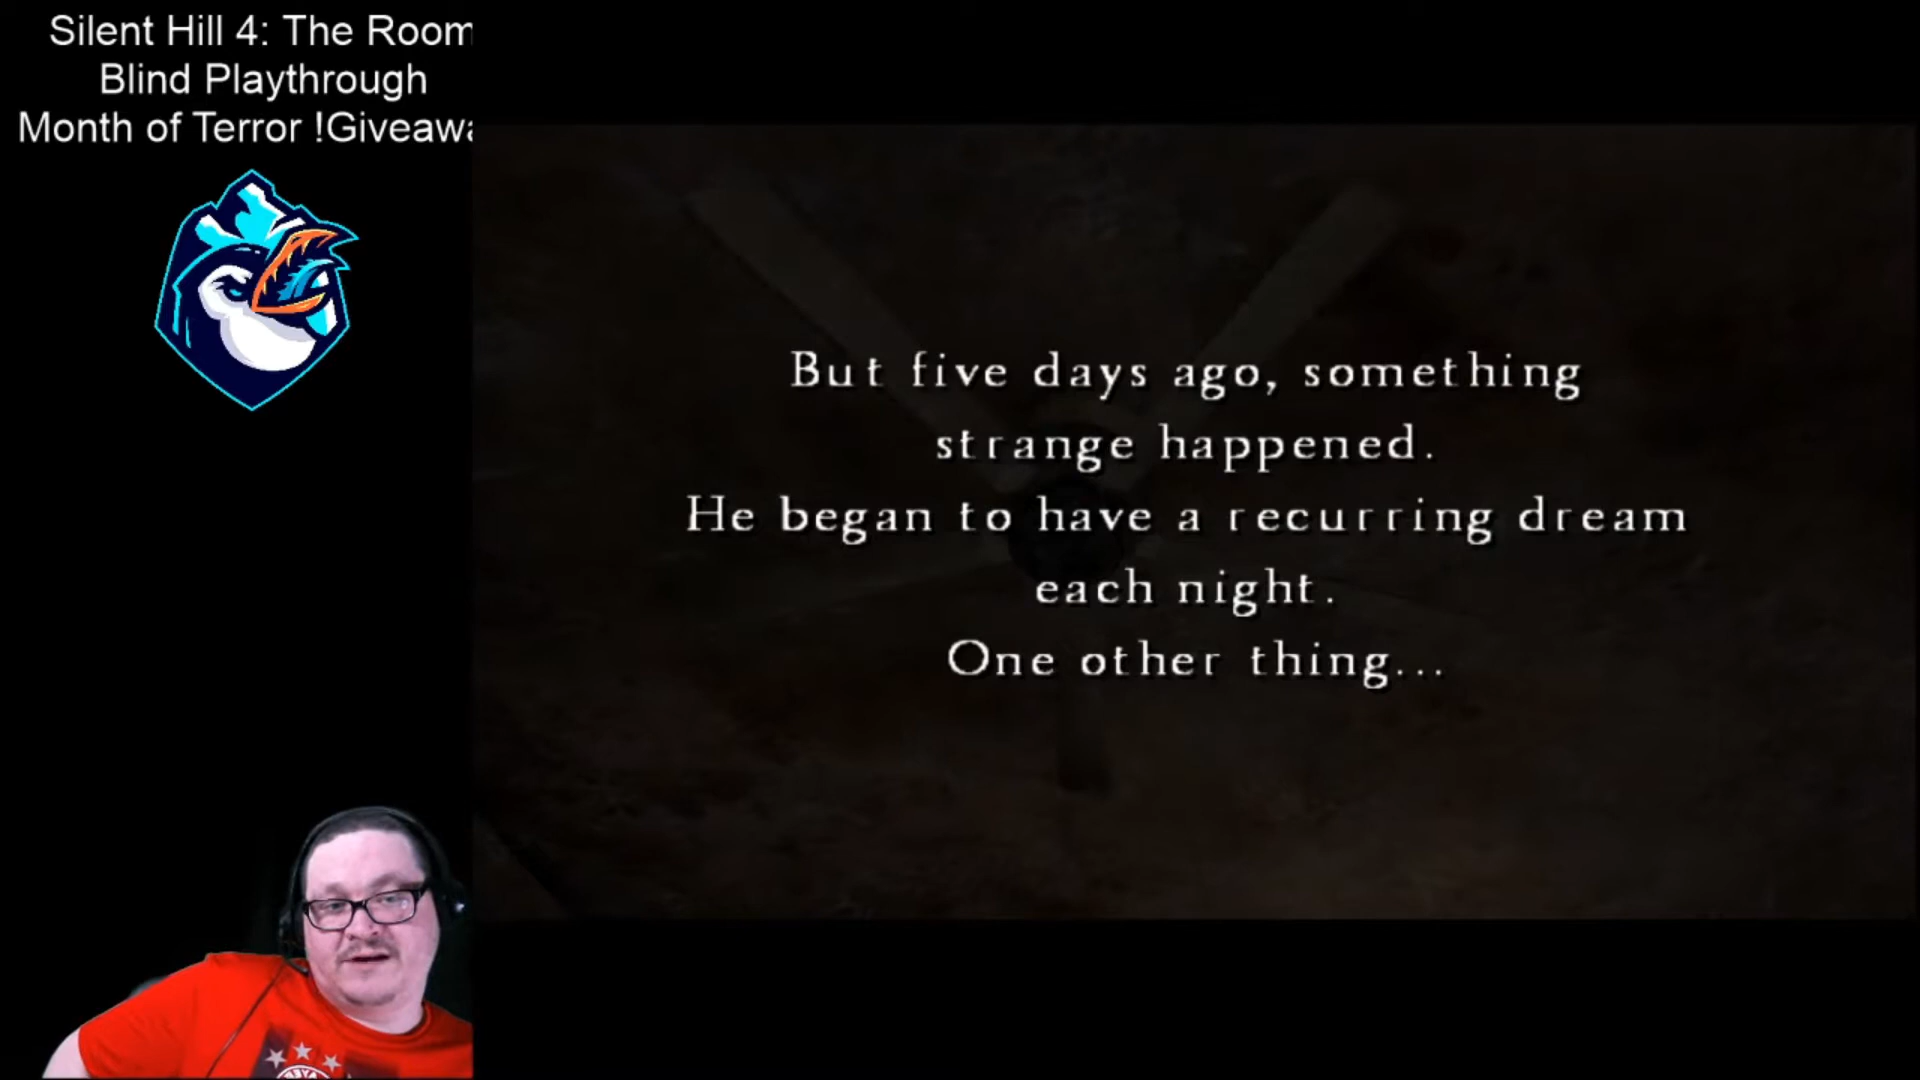 Silent Hill 4: The Room
Blind Playthrough
Month of Terror !Giveawa
But five days ago, something
strange happened.
He began to have a recurring dream
each night.
One other thing...